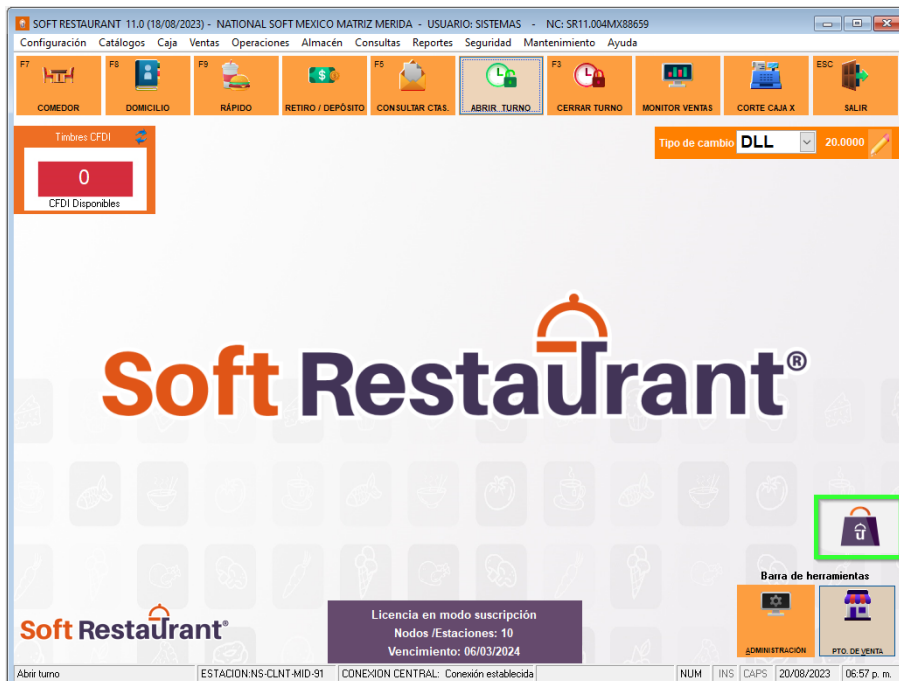 SOFT RESTAURANT 11.0 (18/08/2023) - NATIONAL SOFT MEXICO MATRIZ MERIDA - USUARIO: SISTEMAS - NC: SR11.004MX88659
Configuración Catálogos Caja Ventas Operaciones Almacén Consultas Reportes Seguridad Mantenimiento Ayuda
F7 F8 F9 F5 F3 ESC
COMEDOR DOMICILIO RÁPIDO RETIRO / DEPÓSITO CONSULTAR CTAS. ABRIR TURNO CERRAR TURNO MONITOR VENTAS CORTE CAJA X SALIR
Timbres CFDI
0
CFDI Disponibles
Tipo de cambio DLL 20.0000
Soft Restaurant®
Barra de herramientas
ADMINISTRACIÓN PTO. DE VENTA
Soft Restaurant®
Licencia en modo suscripción
Nodos /Estaciones: 10
Vencimiento: 06/03/2024
Abrir turno ESTACION:NS-CLNT-MID-91 CONEXION CENTRAL: Conexión establecida NUM INS CAPS 20/08/2023 06:57 p. m.